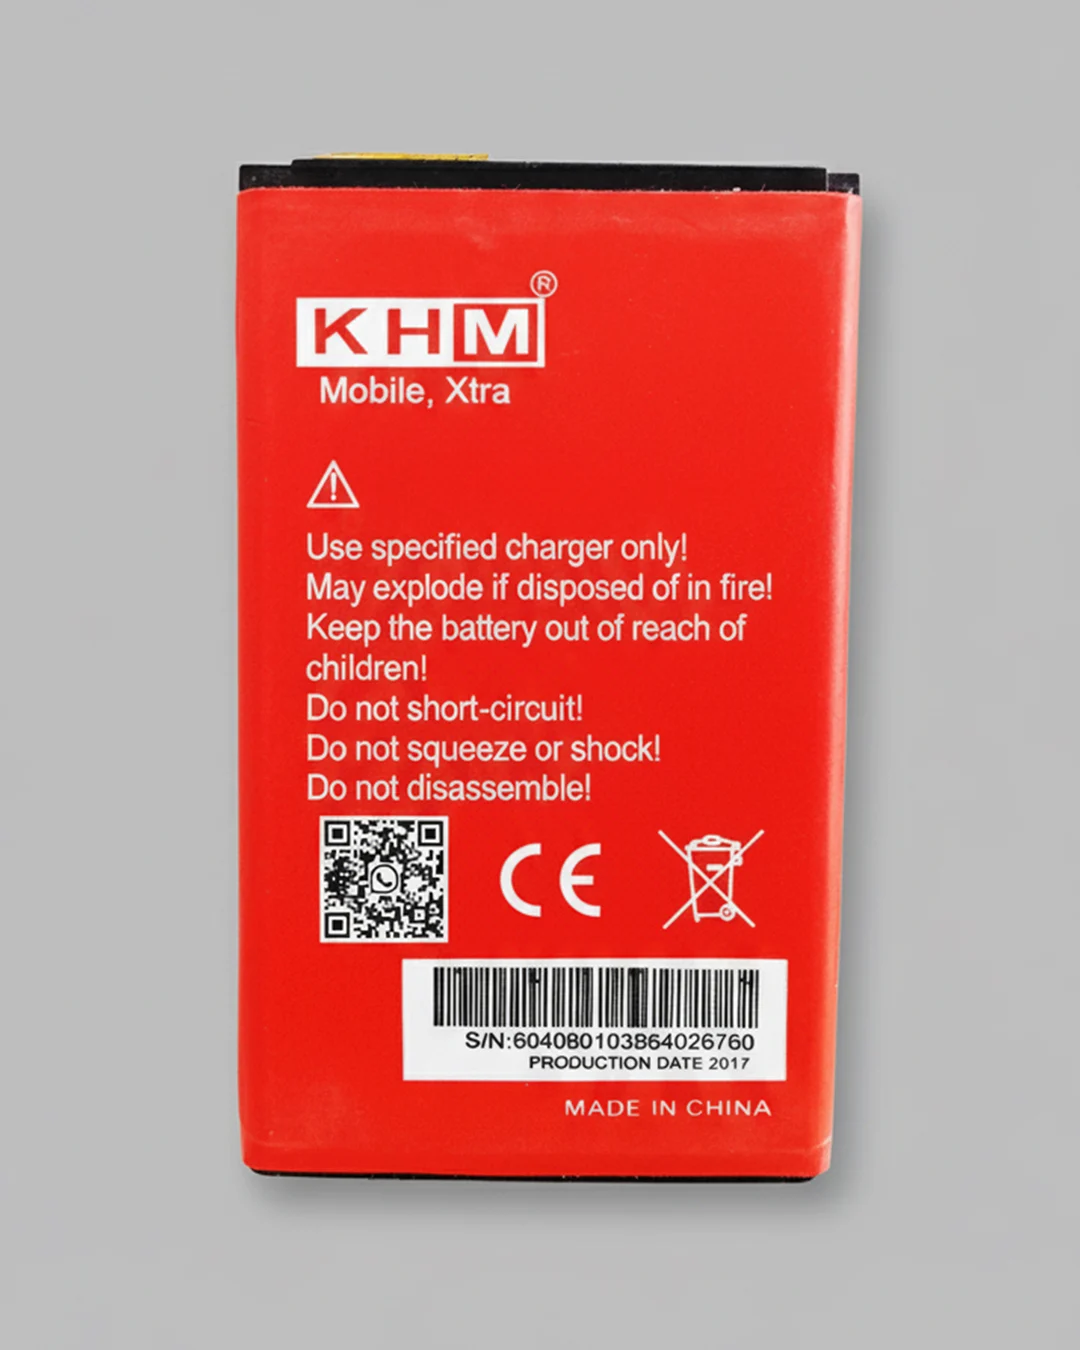 KHM®
Mobile, Xtra
Use specified charger only!
May explode if disposed of in fire!
Keep the battery out of reach of
children!
Do not short-circuit!
Do not squeeze or shock!
Do not disassemble!
CE
S/N:604080103864026760
PRODUCTION DATE 2017
MADE IN CHINA